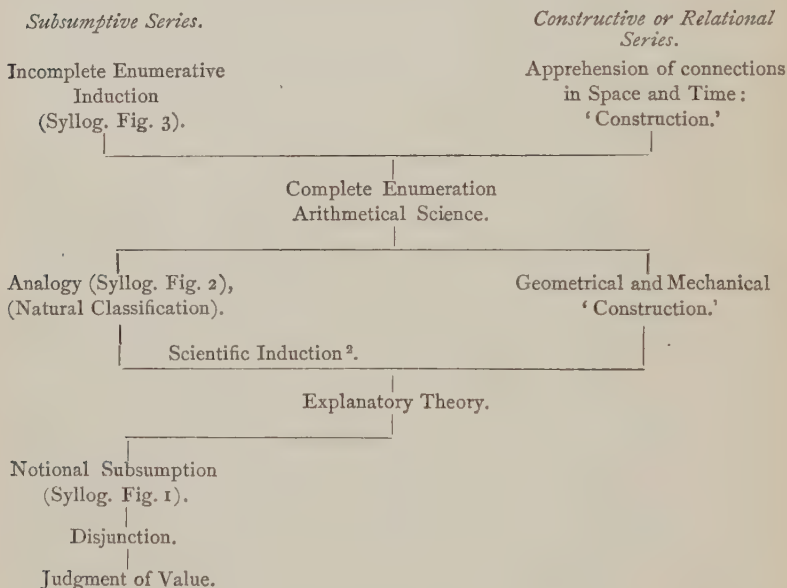 Subsumptive Series.
Constructive or Relational
Series.
Incomplete Enumerative
Induction
(Syllog. Fig. 3).
Apprehension of connections
in Space and Time:
‘Construction.’
Complete Enumeration
Arithmetical Science.
Analogy (Syllog. Fig. 2),
(Natural Classification).
Geometrical and Mechanical
‘Construction.’
Scientific Induction².
Explanatory Theory.
Notional Subsumption
(Syllog. Fig. 1).
Disjunction.
Judgment of Value.